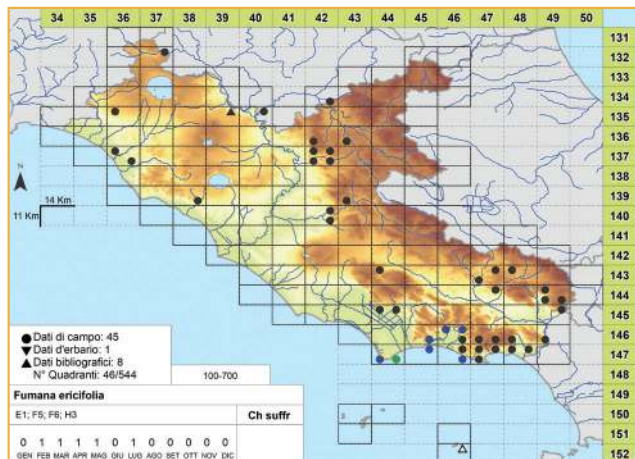 34 35 36 37 38 39 40 41 42 43 44 45 46 47 48 49 50
131
132
133
134
135
136
137
138
139
140
141
142
143
144
145
146
147
148
149
150
151
152
N
14 Km
11 Km
Dati di campo: 45
Dati d'erbario: 1
Dati bibliografici: 8
N° Quadranti: 46/544
100-700
Fumana ericifolia
E1; F5; F6; H3
Ch suffr
0 1 1 1 1 0 1 0 0 0 0 0
GEN FEB MAR APR MAG GIU LUG AGO SET OTT NOV DIC